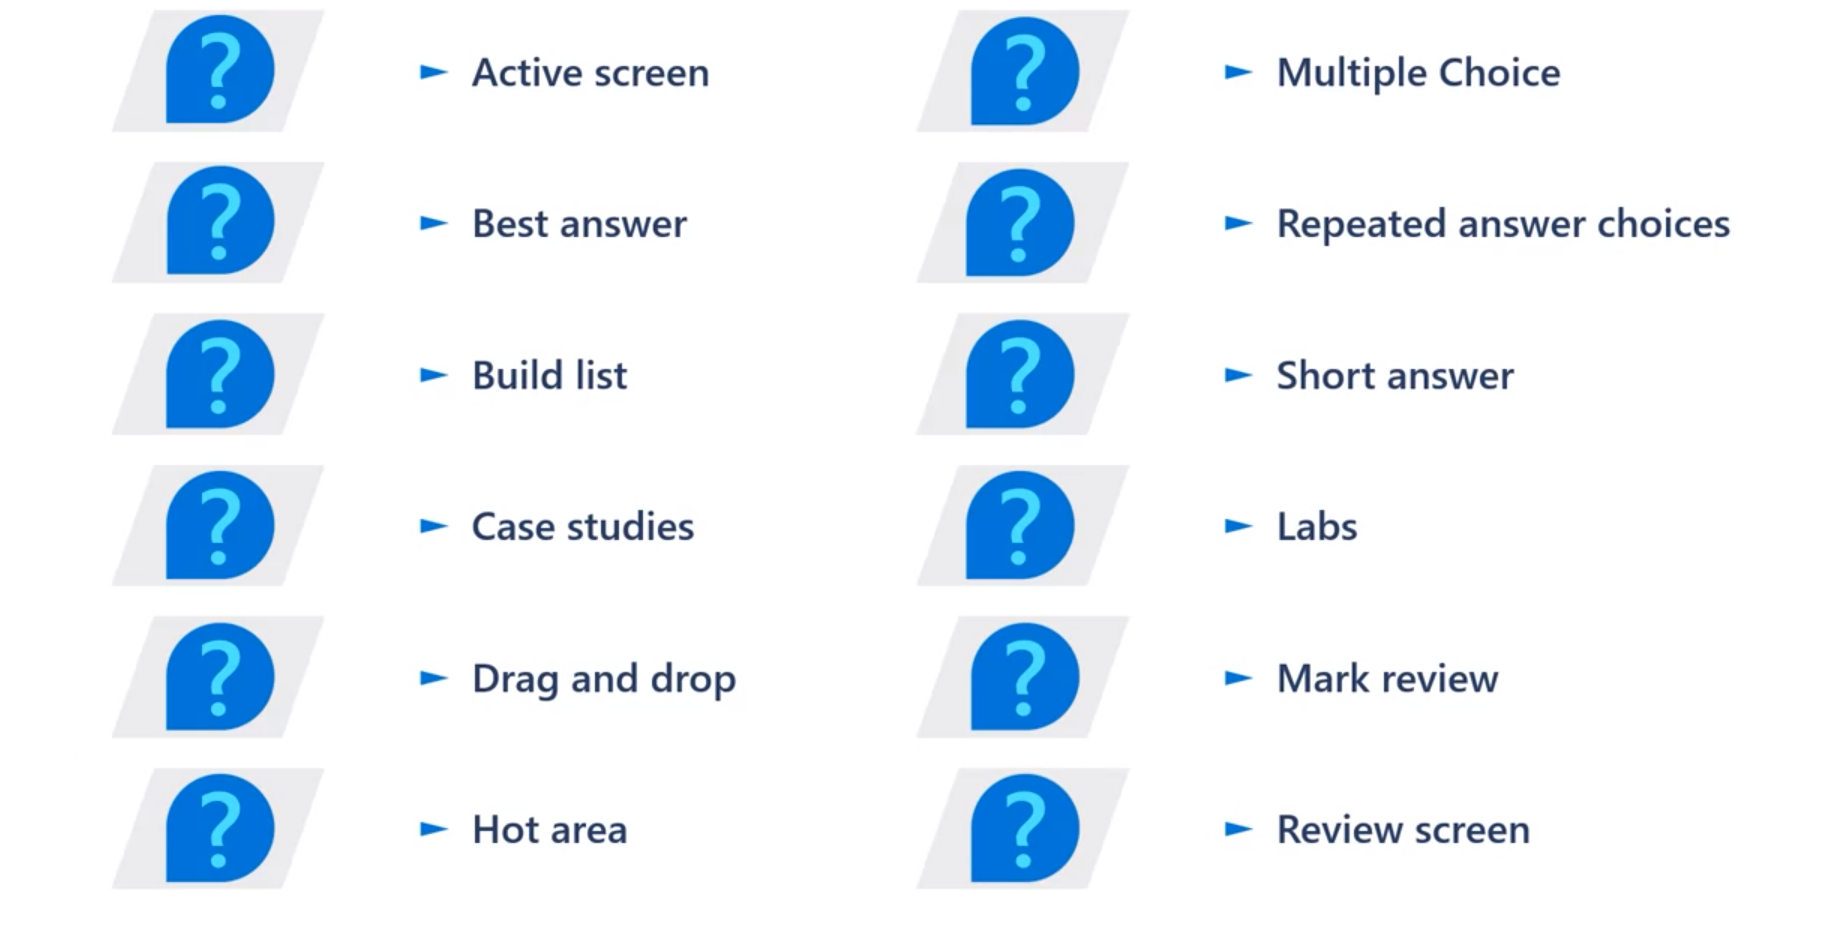 Active screen
Best answer
Build list
Case studies
Drag and drop
Hot area
Multiple Choice
Repeated answer choices
Short answer
Labs
Mark review
Review screen